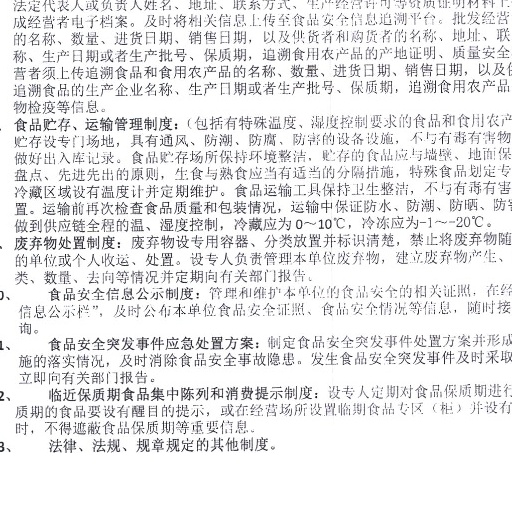 法定代表人或负责人姓名、地址、联系方式、生产经营许可等资质证明材料
成经营者电子档案。及时将相关信息上传至食品安全信息追溯平台。批发经营
的名称、数量、进货日期、销售日期，以及供货者和购货者的名称、地址、联
称、生产日期或者生产批号、保质期，追溯食用农产品的产地证明、质量安全
营者须上传追溯食品和食用农产品的名称、数量、进货日期、销售日期，以及
追溯食品的生产企业名称、生产日期或者生产批号、保质期，追溯食用农产品
物检疫等信息。
、食品贮存、运输管理制度：（包括有特殊温度、湿度控制要求的食品和食用农产
贮存设专门场地，具有通风、防潮、防腐、防害的设备设施，不与有毒有害物
做好出入库记录。食品贮存场所保持环境整洁，贮存的食品应与墙壁、地面保
盘点、先进先出的原则，生食与熟食应当有适当的分隔措施，特殊食品划定专
冷藏区域设有温度计并定期维护。食品运输工具保持卫生整洁，不与有毒有害
置。运输前再次检查食品质量和包装情况，运输中保证防水、防潮、防晒、防
做到供应链全程的温、湿度控制，冷藏应为 0～10℃，冷冻应为-1～-20℃。
、废弃物处置制度：废弃物设专用容器、分类放置并标识清楚，禁止将废弃物随
的单位或个人收运、处置。设专人负责管理本单位废弃物，建立废弃物产生、
类、数量、去向等情况并定期向有关部门报告。
0、 食品安全信息公示制度：管理和维护本单位的食品安全的相关证照，在经
信息公示栏”，及时公布本单位食品安全证照、食品安全情况等信息，随时接
询。
1、 食品安全突发事件应急处置方案：制定食品安全突发事件处置方案并形成
施的落实情况，及时消除食品安全事故隐患。发生食品安全突发事件及时采取
立即向有关部门报告。
2、 临近保质期食品集中陈列和消费提示制度：设专人定期对食品保质期进行
质期的食品要设有醒目的提示，或在经营场所设置临期食品专区（柜）并设有
时，不得遮蔽食品保质期等重要信息。
3、 法律、法规、规章规定的其他制度。